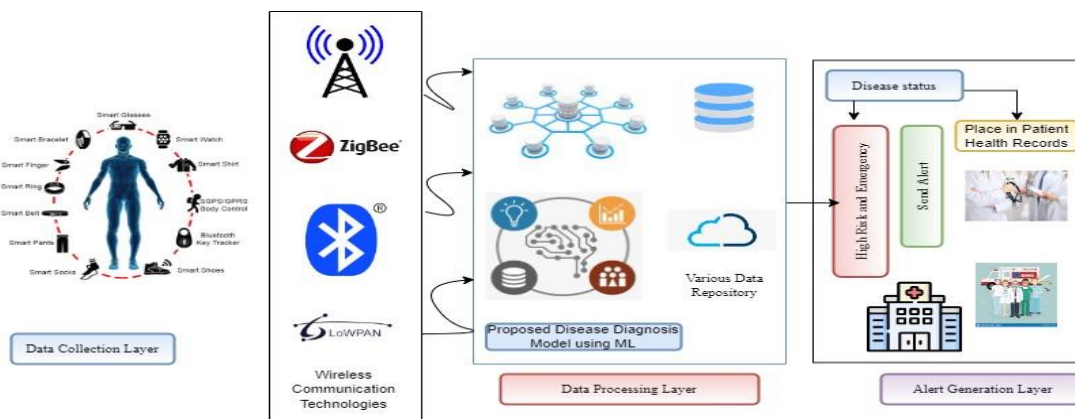 Smart Glasses
Smart Bracelet
Smart Watch
Smart Finger
Smart Shirt
Smart Ring
SGPS/GPRS
Body Control
Smart Belt
Smart Pants
Bluetooth
Key Tracker
Smart Socks
Smart Shoes
Data Collection Layer
ZigBee®
®
6LoWPAN
Wireless
Communication
Technologies
Various Data
Repository
Proposed Disease Diagnosis
Model using ML
Data Processing Layer
Disease status
High Risk and Emergency
Send Alert
Place in Patient
Health Records
Alert Generation Layer